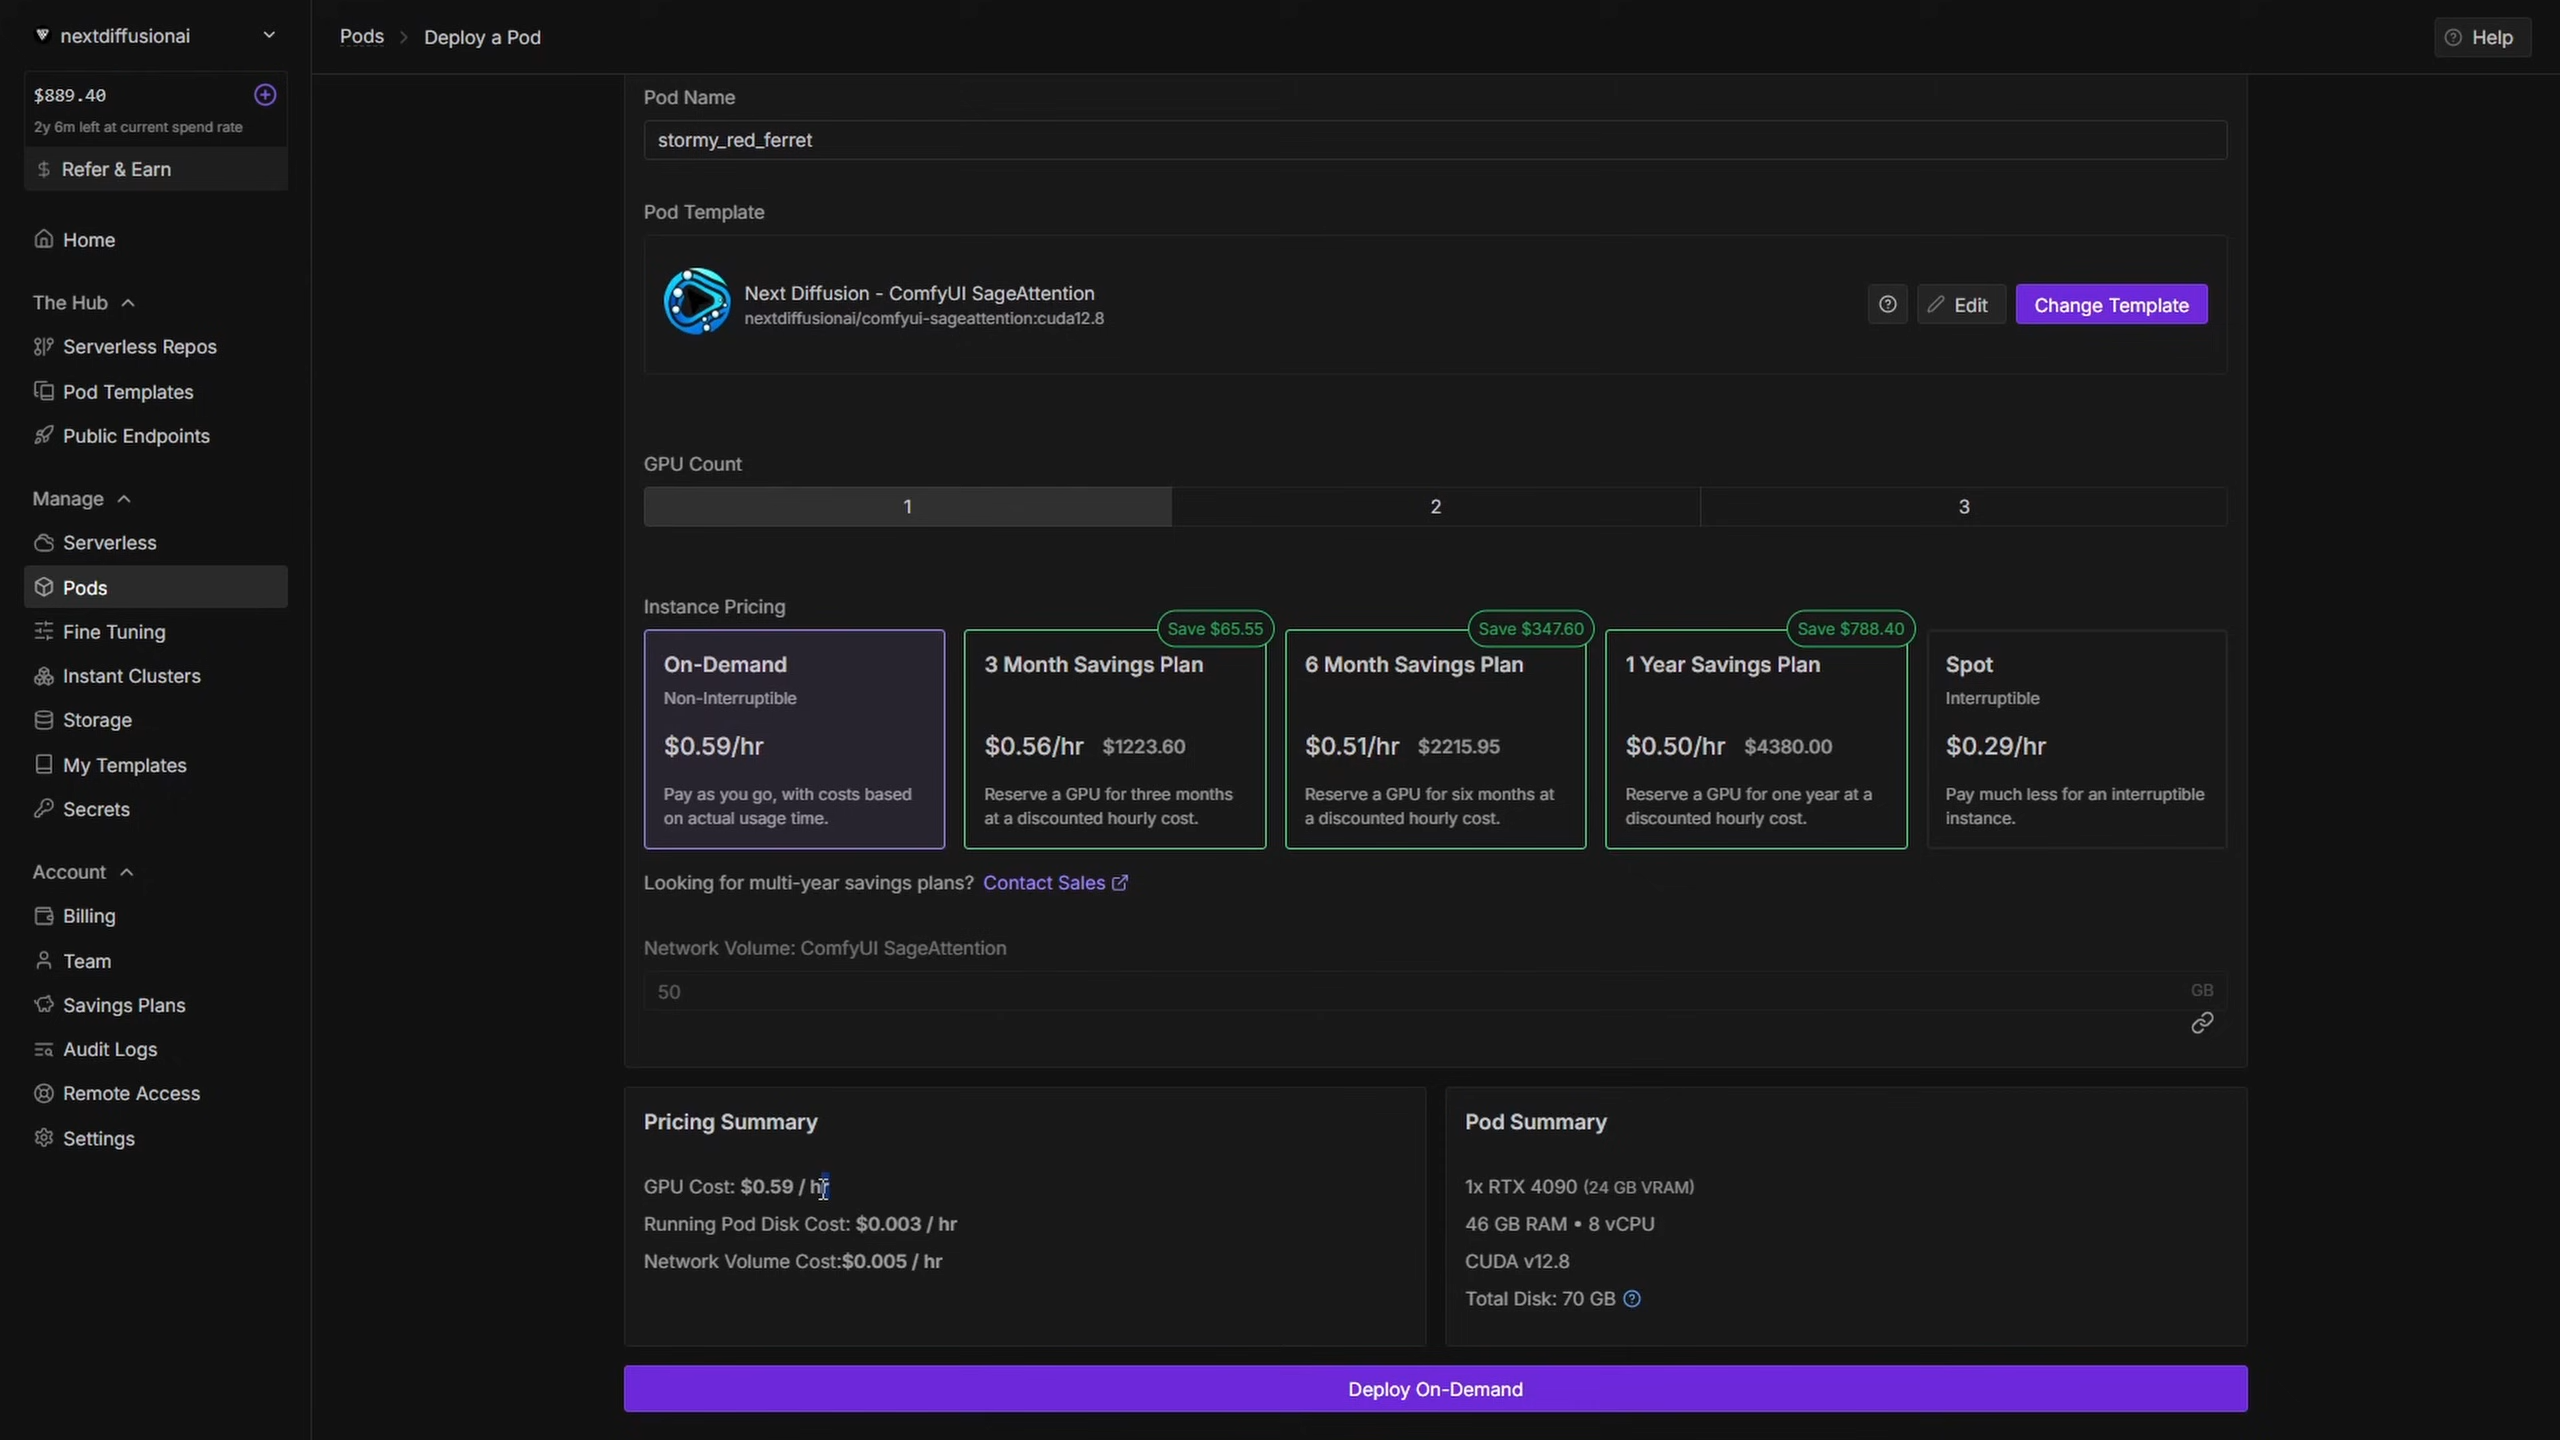 nextdiffusionai
$889.40
2y 6m left at current spend rate
Refer & Earn
Home
The Hub
Serverless Repos
Pod Templates
Public Endpoints
Manage
Serverless
Pods
Fine Tuning
Instant Clusters
Storage
My Templates
Secrets
Account
Billing
Team
Savings Plans
Audit Logs
Remote Access
Settings
Pods > Deploy a Pod
Help
Pod Name
stormy_red_ferret
Pod Template
Next Diffusion - ComfyUI SageAttention
nextdiffusionai/comfyui-sageattention:cuda12.8
Edit
Change Template
GPU Count
1 2 3
Instance Pricing
On-Demand
Non-Interruptible
$0.59/hr
Pay as you go, with costs based
on actual usage time.
Save $65.55
3 Month Savings Plan
$0.56/hr $1223.60
Reserve a GPU for three months
at a discounted hourly cost.
Save $347.60
6 Month Savings Plan
$0.51/hr $2215.95
Reserve a GPU for six months at
a discounted hourly cost.
Save $788.40
1 Year Savings Plan
$0.50/hr $4380.00
Reserve a GPU for one year at a
discounted hourly cost.
Spot
Interruptible
$0.29/hr
Pay much less for an interruptible
instance.
Looking for multi-year savings plans? Contact Sales
Network Volume: ComfyUI SageAttention
50 GB
Pricing Summary
GPU Cost: $0.59 / hr
Running Pod Disk Cost: $0.003 / hr
Network Volume Cost:$0.005 / hr
Pod Summary
1x RTX 4090 (24 GB VRAM)
46 GB RAM • 8 vCPU
CUDA v12.8
Total Disk: 70 GB
Deploy On-Demand